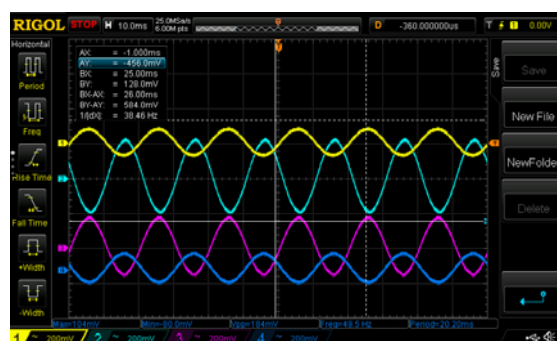 RIGOL STOP H 10.0ms 25.0MSa/s 6.00M pts D -360.000000us T 1 0.00V
Horizontal
Period
Freq
Rise Time
Fall Time
+Width
-Width
AX: = -1.000ms
AY: = -456.0mV
BX: = 25.00ms
BY: = 128.0mV
BX-AX: = 26.00ms
BY-AY: = 584.0mV
1/|dX|: = 38.46 Hz
Save
Save
New File
NewFolde
Delete
Max=104mV Min=-80.0mV Vpp=184mV Freq=49.5 Hz Period=20.20ms
1 ~ 200mV 2 ~ 200mV 3 ~ 200mV 4 ~ 200mV